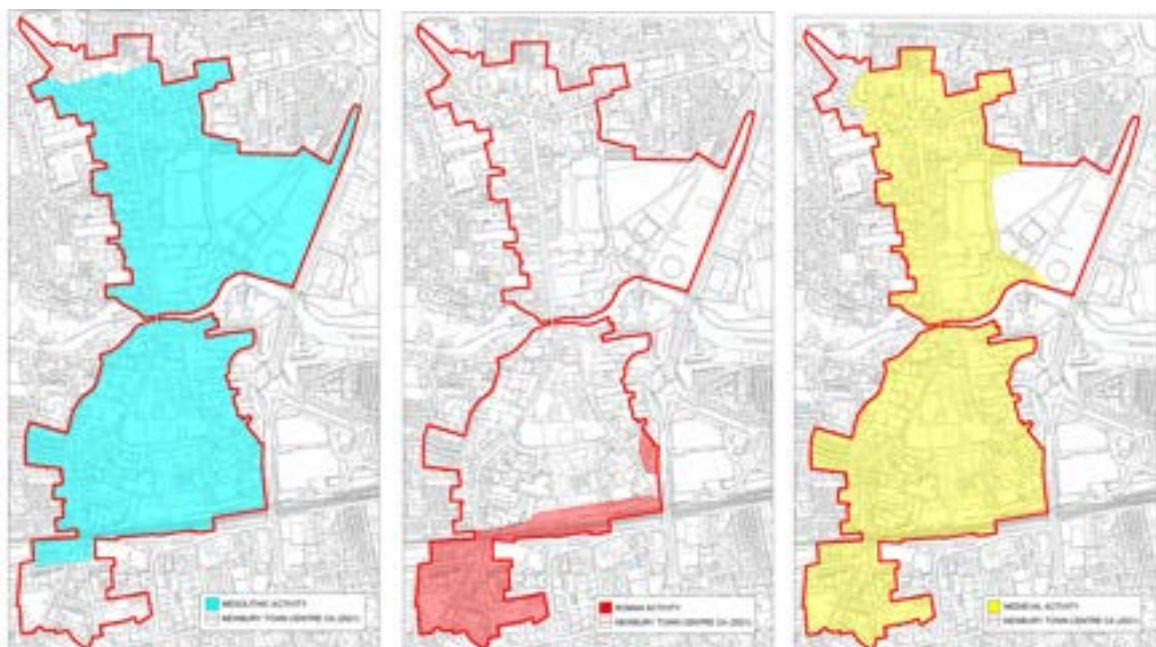 MESOLITHIC ACTIVITY
NEWBURY TOWN CENTRE CA (2021)
ROMAN ACTIVITY
NEWBURY TOWN CENTRE CA (2021)
MEDIEVAL ACTIVITY
NEWBURY TOWN CENTRE CA (2021)